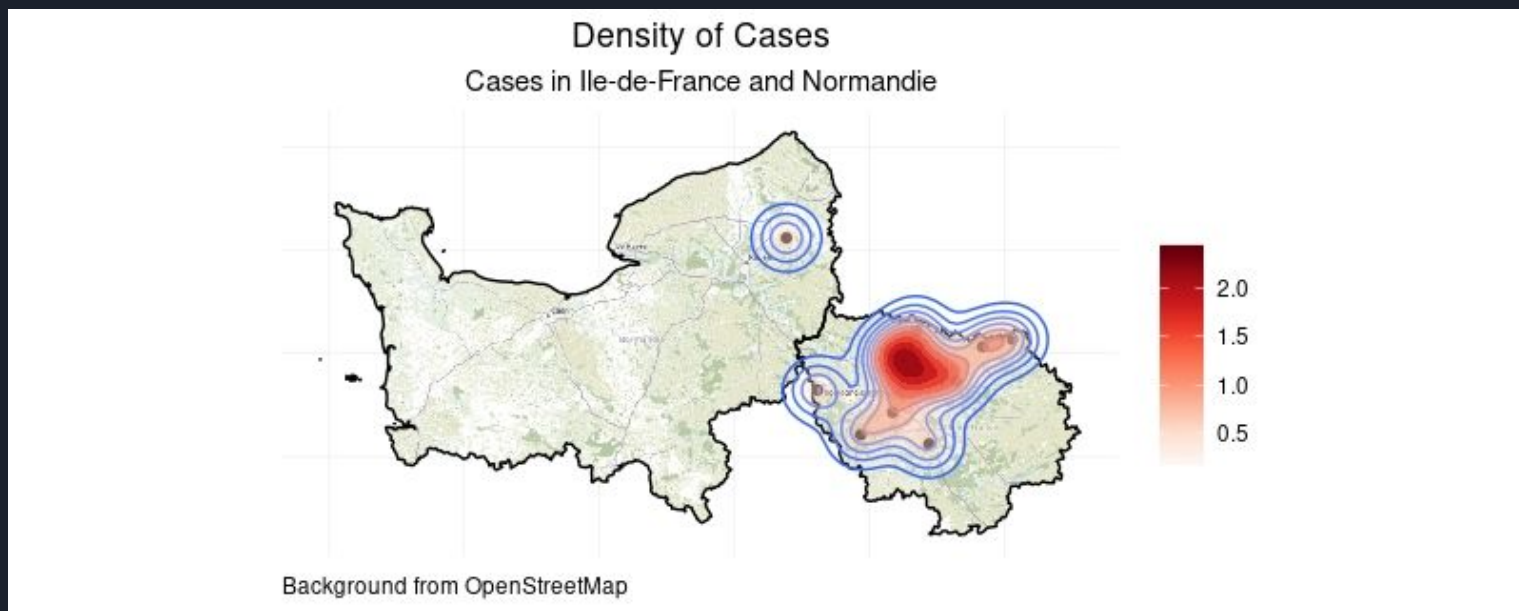 Density of Cases
Cases in Ile-de-France and Normandie
2.0
1.5
1.0
0.5
Background from OpenStreetMap